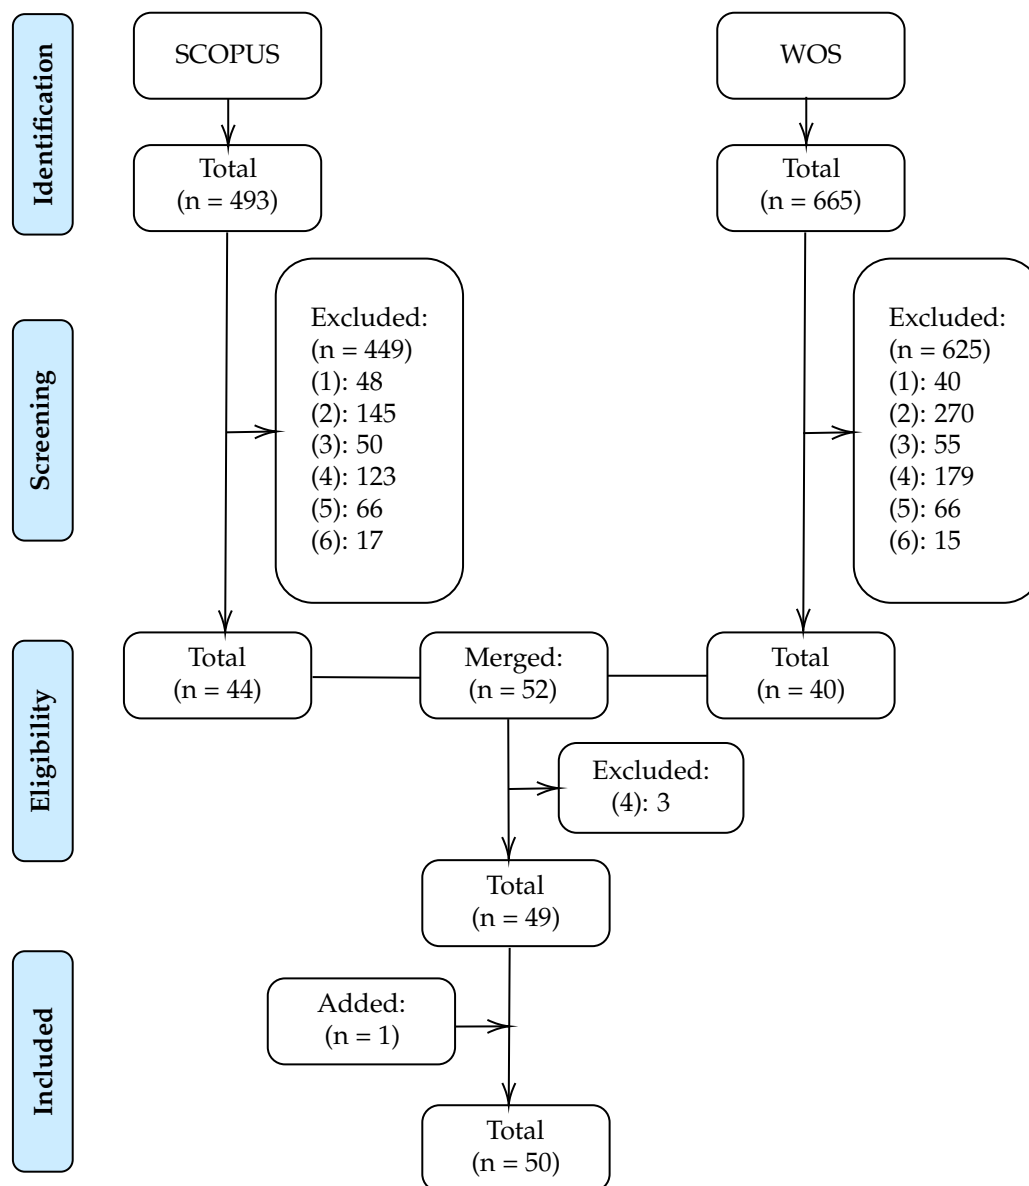 Identification
SCOPUS
WOS
Total
(n = 493)
Total
(n = 665)
Screening
Excluded:
(n = 449)
(1): 48
(2): 145
(3): 50
(4): 123
(5): 66
(6): 17
Excluded:
(n = 625)
(1): 40
(2): 270
(3): 55
(4): 179
(5): 66
(6): 15
Eligibility
Total
(n = 44)
Merged:
(n = 52)
Total
(n = 40)
Excluded:
(4): 3
Total
(n = 49)
Included
Added:
(n = 1)
Total
(n = 50)